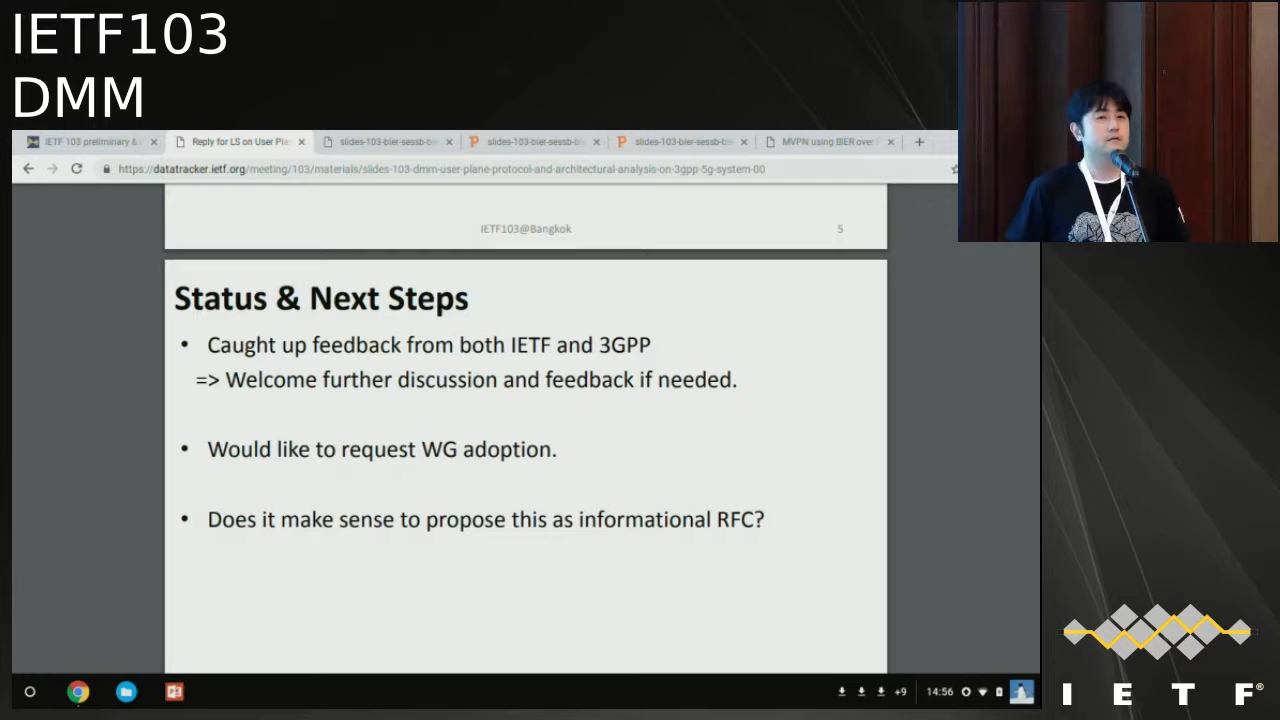 IETF103
DMM
IETF 103 preliminary &
Reply for LS on User Pla
slides-103-bier-sessb-bi
slides-103-bier-sessb-bi
slides-103-bier-sessb-bi
MVPN using BIER over
https://datatracker.ietf.org/meeting/103/materials/slides-103-dmm-user-plane-protocol-and-architectural-analysis-on-3gpp-5g-system-00
IETF103@Bangkok 5
Status & Next Steps
• Caught up feedback from both IETF and 3GPP
=> Welcome further discussion and feedback if needed.
• Would like to request WG adoption.
• Does it make sense to propose this as informational RFC?
+9 14:56
I E T F®